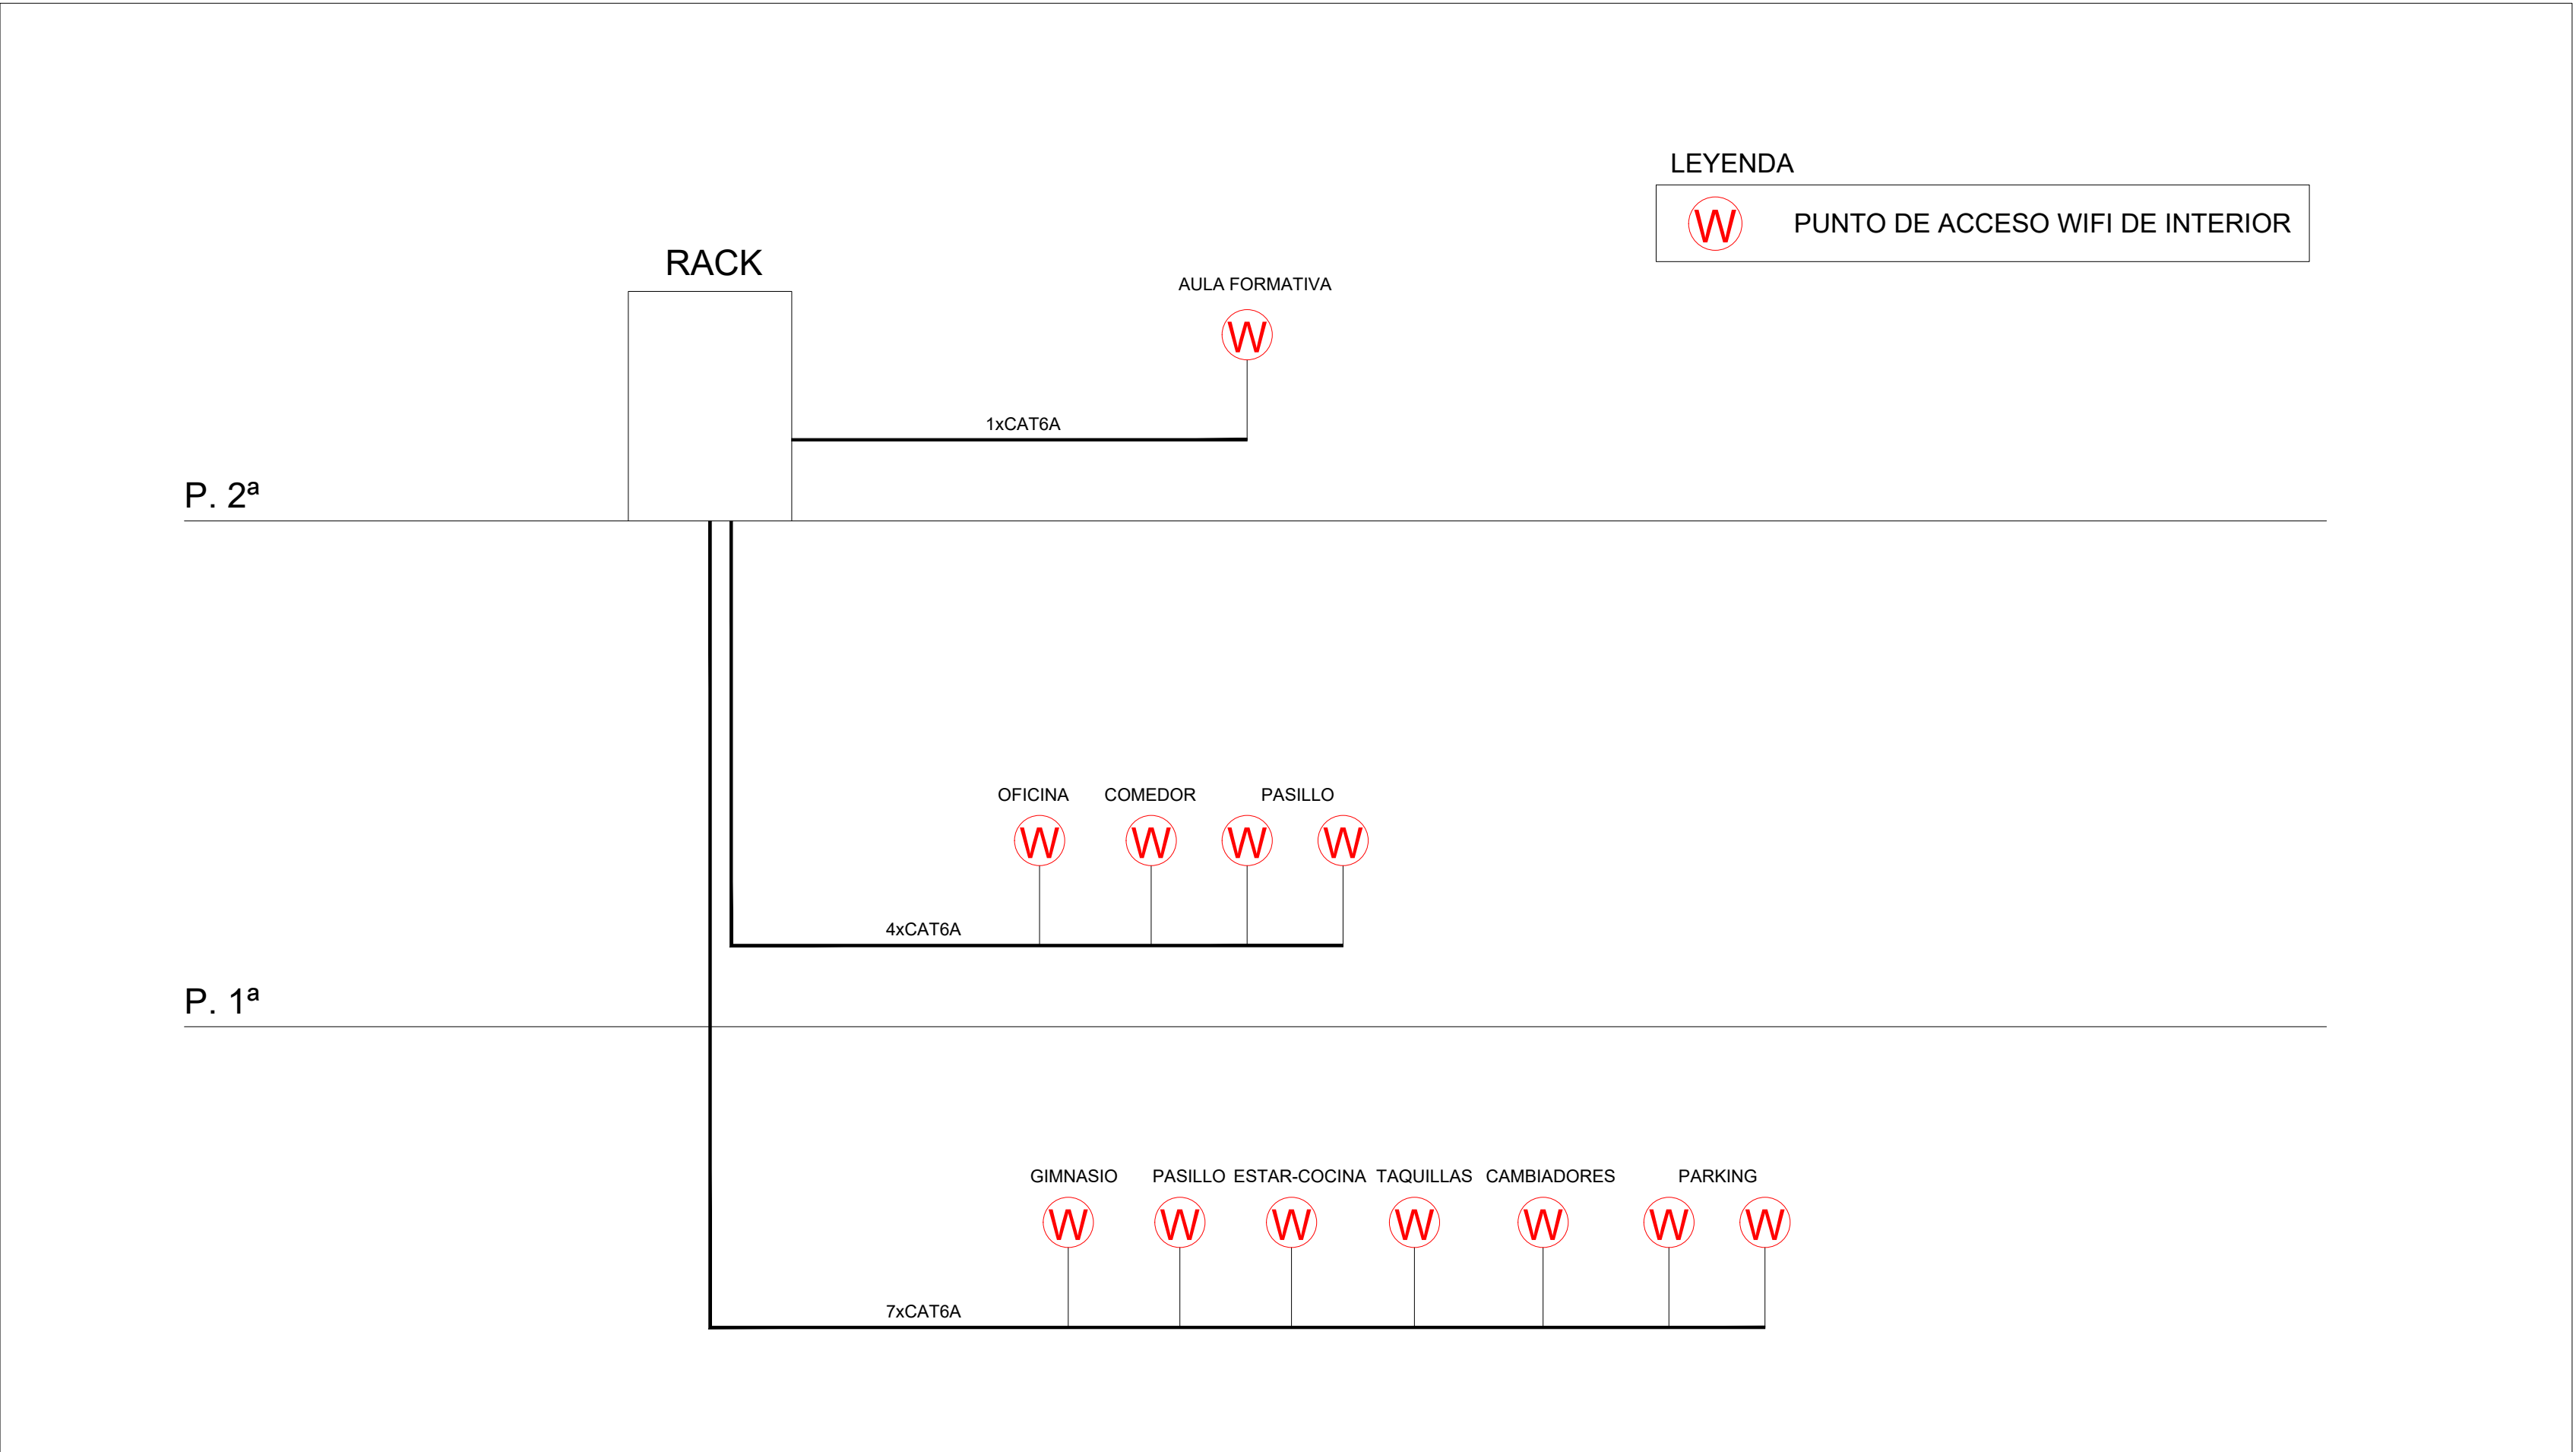 LEYENDA
W PUNTO DE ACCESO WIFI DE INTERIOR
RACK
AULA FORMATIVA
W
1xCAT6A
P. 2ª
OFICINA COMEDOR PASILLO
W W W W
4xCAT6A
P. 1ª
GIMNASIO PASILLO ESTAR-COCINA TAQUILLAS CAMBIADORES PARKING
W W W W W W W
7xCAT6A